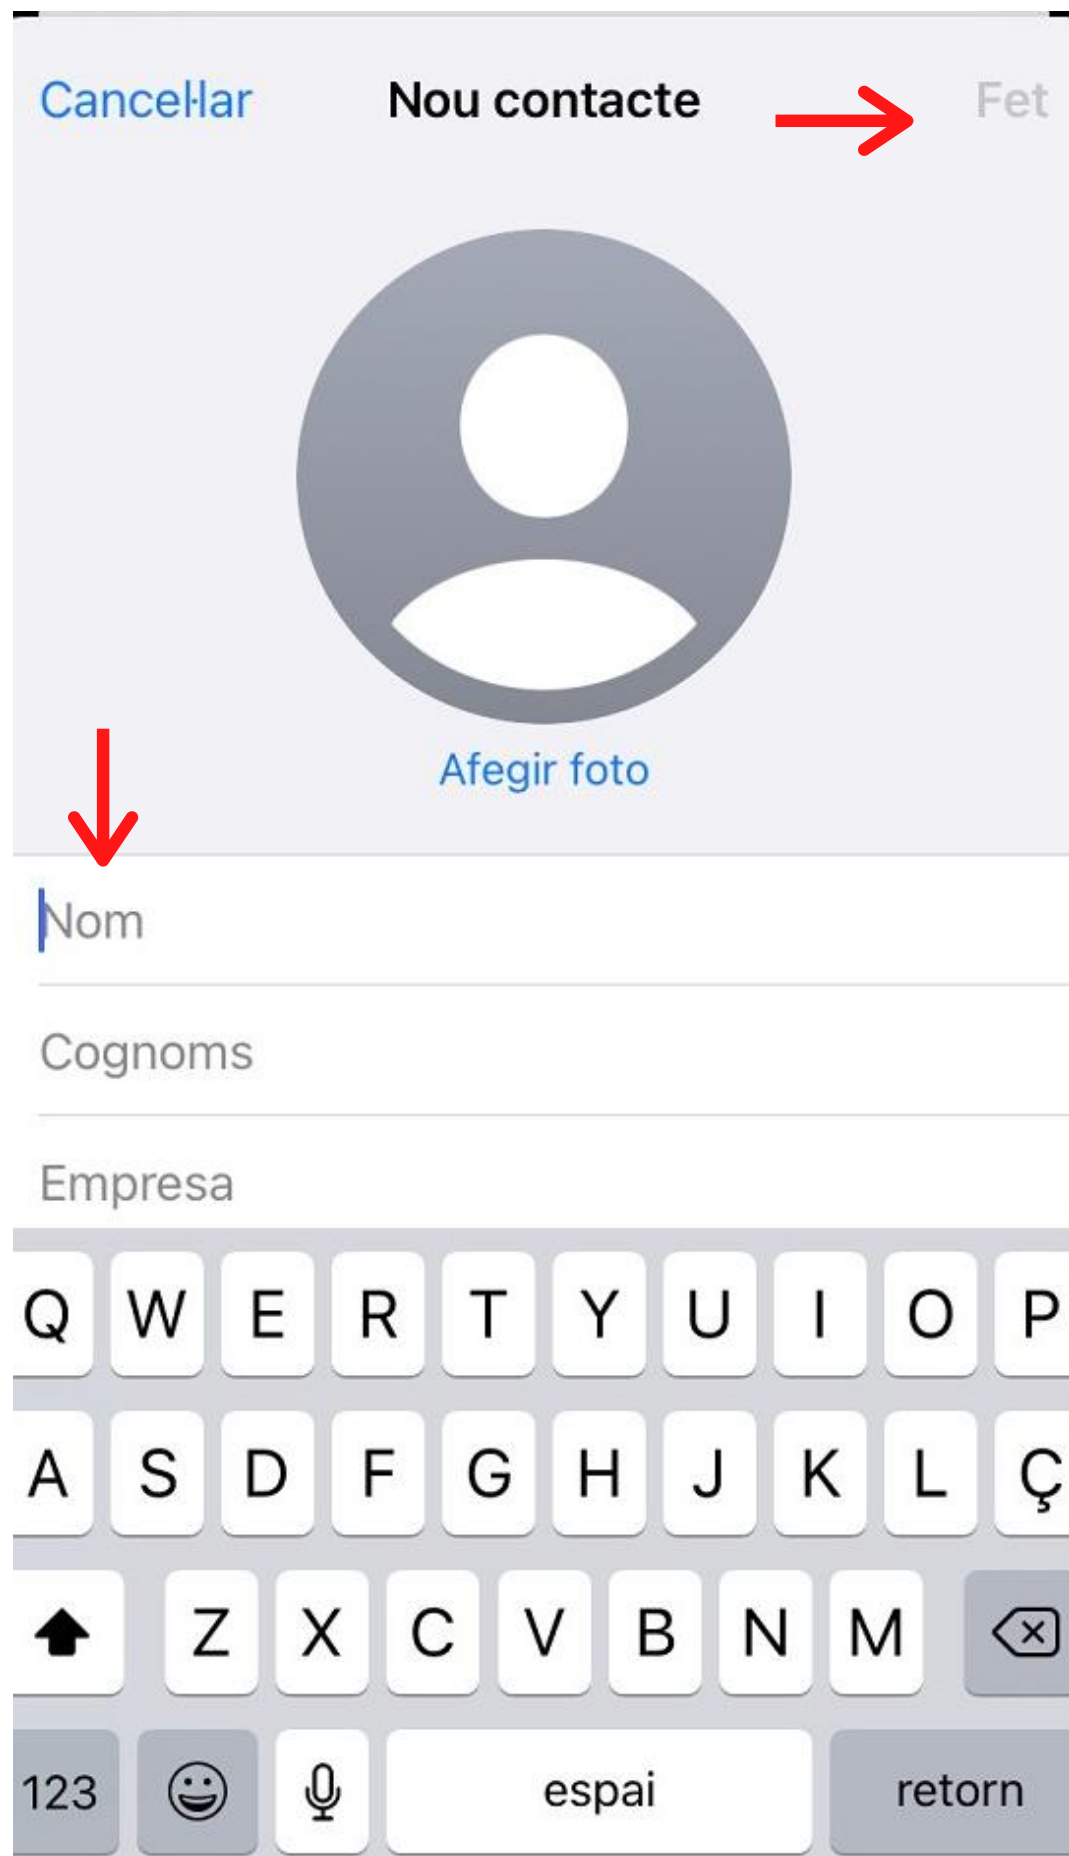 Cancel·lar Nou contacte Fet
Afegir foto
Nom
Cognoms
Empresa
Q W E R T Y U I O P
A S D F G H J K L Ç
Z X C V B N M
123 espai retorn